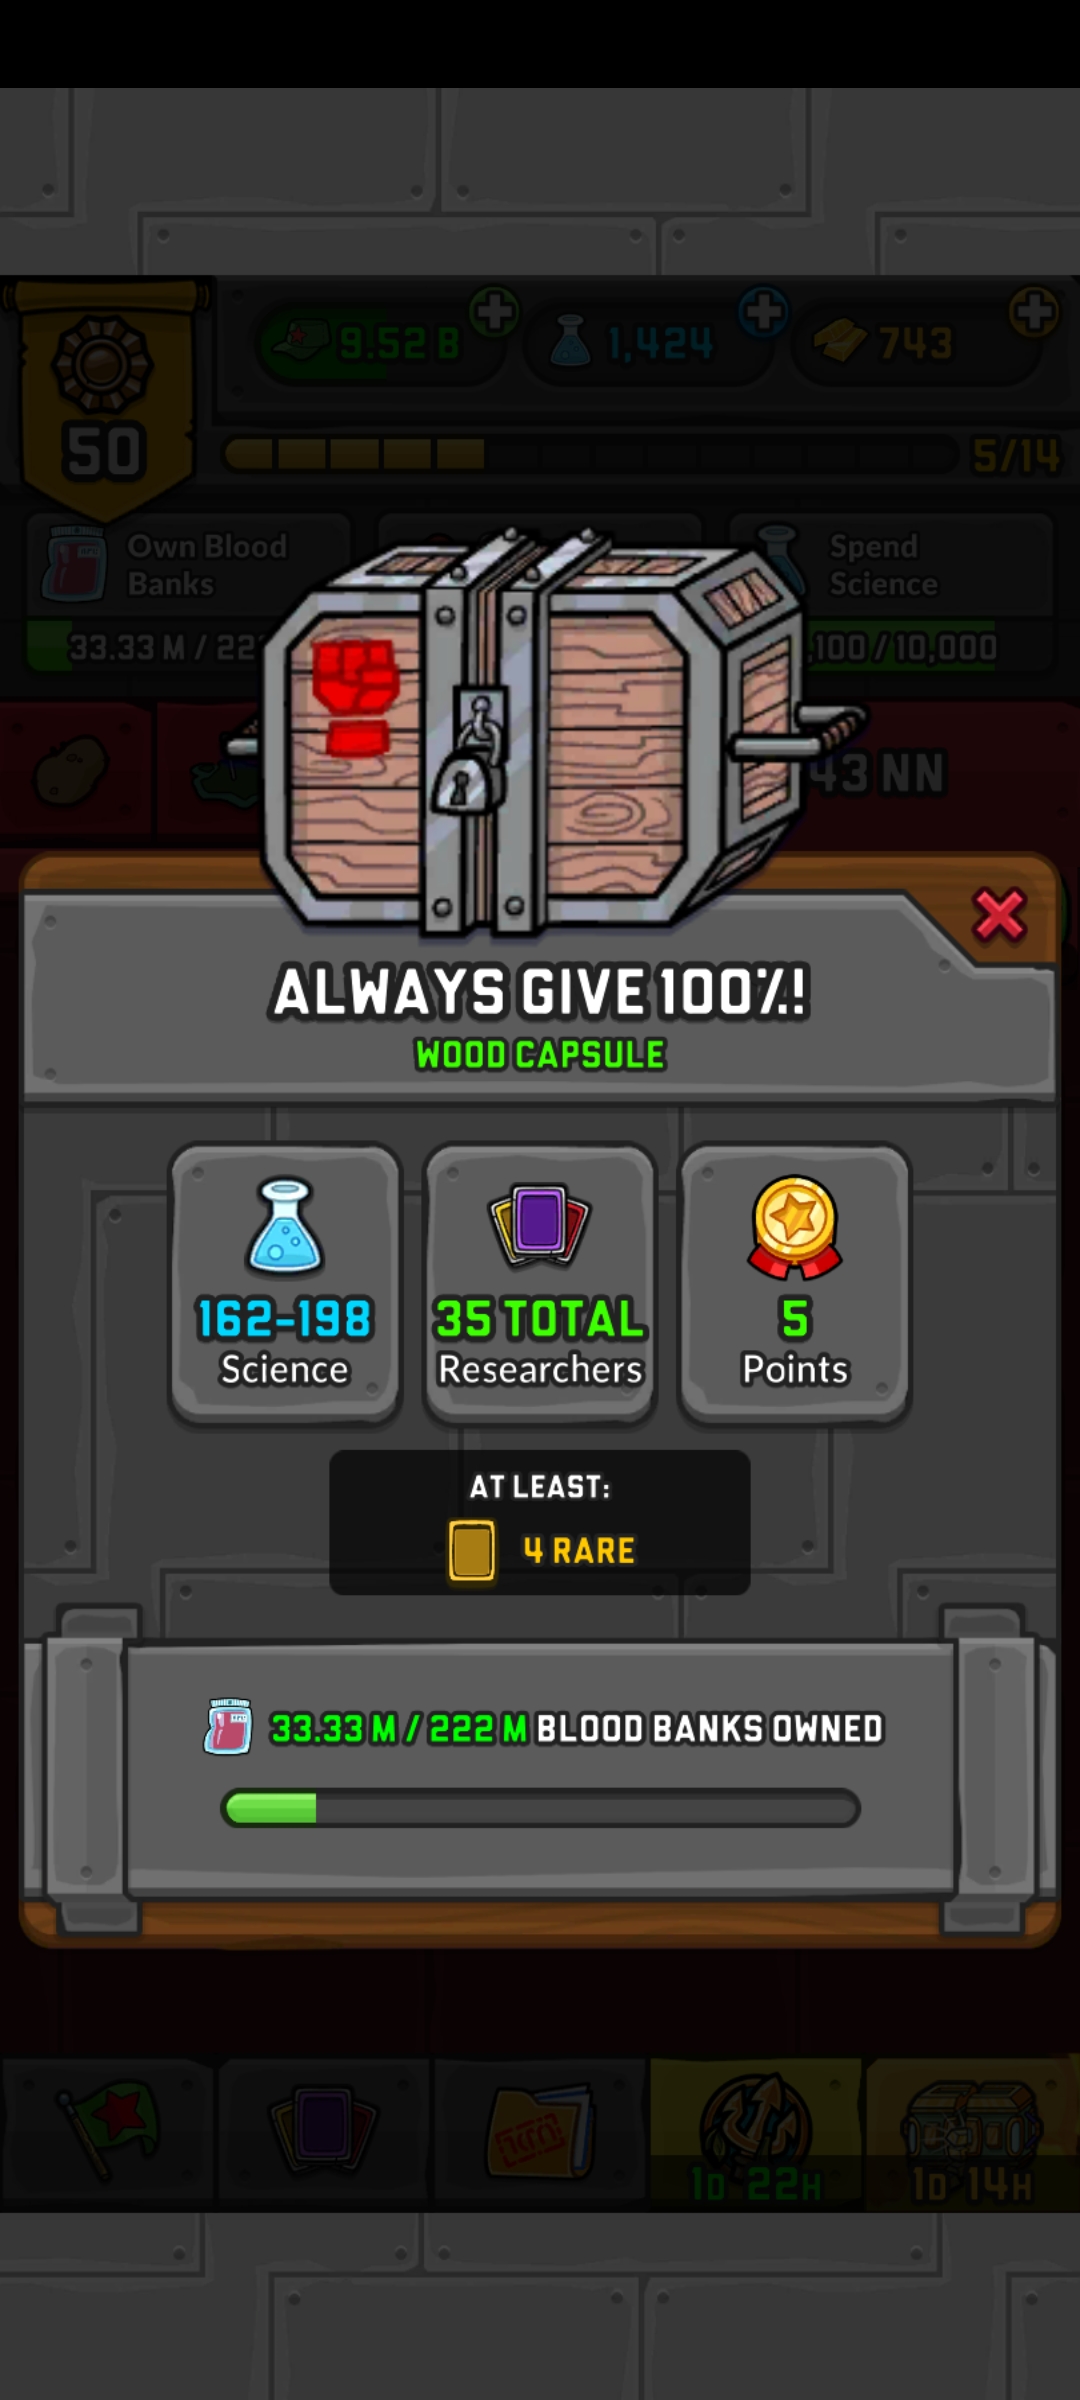 9.52 B
1,424
743
50
5/14
Own Blood
Banks
Spend
Science
33.33 M / 22
,100 / 10,000
43 NN
ALWAYS GIVE 100%!
WOOD CAPSULE
162-198
Science
35 TOTAL
Researchers
5
Points
AT LEAST:
4 RARE
33.33 M / 222 M BLOOD BANKS OWNED
1D 22H
1D 14H